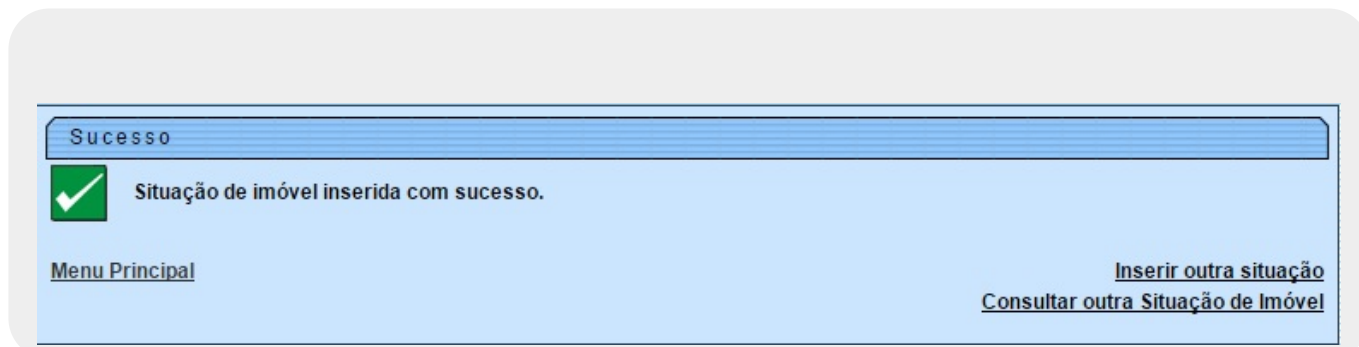 Sucesso
Situação de imóvel inserida com sucesso.
Menu Principal
Inserir outra situação
Consultar outra Situação de Imóvel